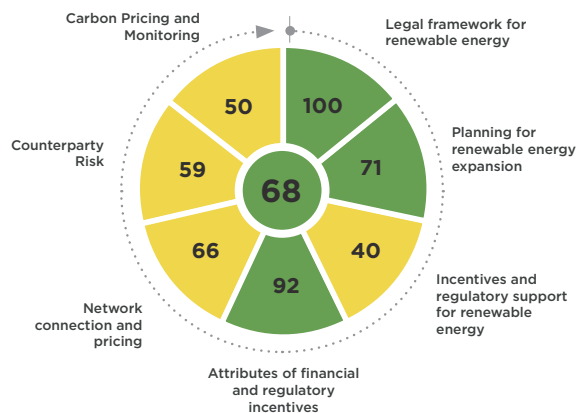 Carbon Pricing and
Monitoring
Legal framework for
renewable energy
50
100
Counterparty
Risk
59
71
Planning for
renewable energy
expansion
68
66
40
92
Network
connection and
pricing
Incentives and
regulatory support
for renewable
energy
Attributes of financial
and regulatory
incentives